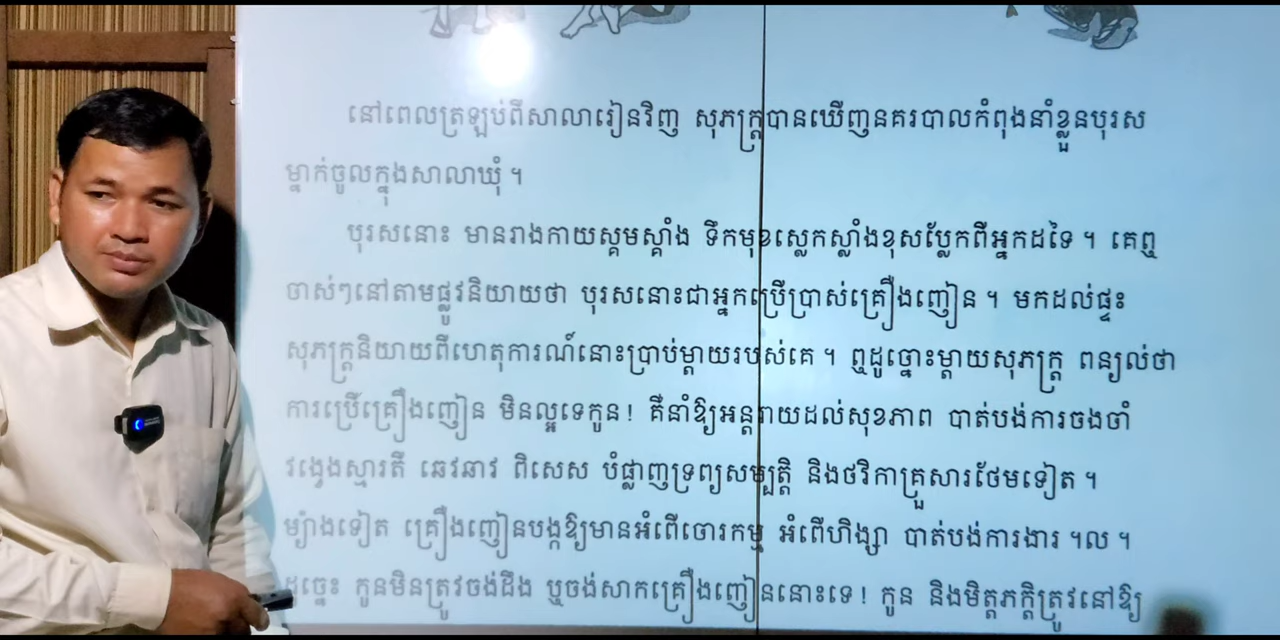 នៅពេលត្រឡប់ពីសាលារៀនវិញ សុភក្ត្របានឃើញនគរបាលកំពុងនាំខ្លួនបុរស
ម្នាក់ចូលក្នុងសាលាឃុំ ។
បុរសនោះ មានរាងកាយស្គមស្គាំង ទឹកមុខស្លេកស្លាំងខុសប្លែកពីអ្នកដទៃ ។ គេឮ
ចាស់ៗនៅតាមផ្លូវនិយាយថា បុរសនោះជាអ្នកប្រើប្រាស់គ្រឿងញៀន ។ មកដល់ផ្ទះ
សុភក្ត្រនិយាយពីហេតុការណ៍នោះប្រាប់ម្តាយរបស់គេ ។ ឮដូច្នោះម្តាយសុភក្ត្រ ពន្យល់ថា
ការប្រើគ្រឿងញៀន មិនល្អទេកូន! គឺនាំឱ្យអន្តរាយដល់សុខភាព បាត់បង់ការចងចាំ
វង្វេងស្មារតី ឆេវឆាវ ពិសេស បំផ្លាញទ្រព្យសម្បត្តិ និងថវិកាគ្រួសារថែមទៀត ។
ម្យ៉ាងទៀត គ្រឿងញៀនបង្កឱ្យមានអំពើចោរកម្ម អំពើហិង្សា បាត់បង់ការងារ ។ល ។
ដូច្នេះ កូនមិនត្រូវចង់ដឹង ឬចង់សាកគ្រឿងញៀននោះទេ! កូន និងមិត្តភក្តិត្រូវនៅឱ្យ